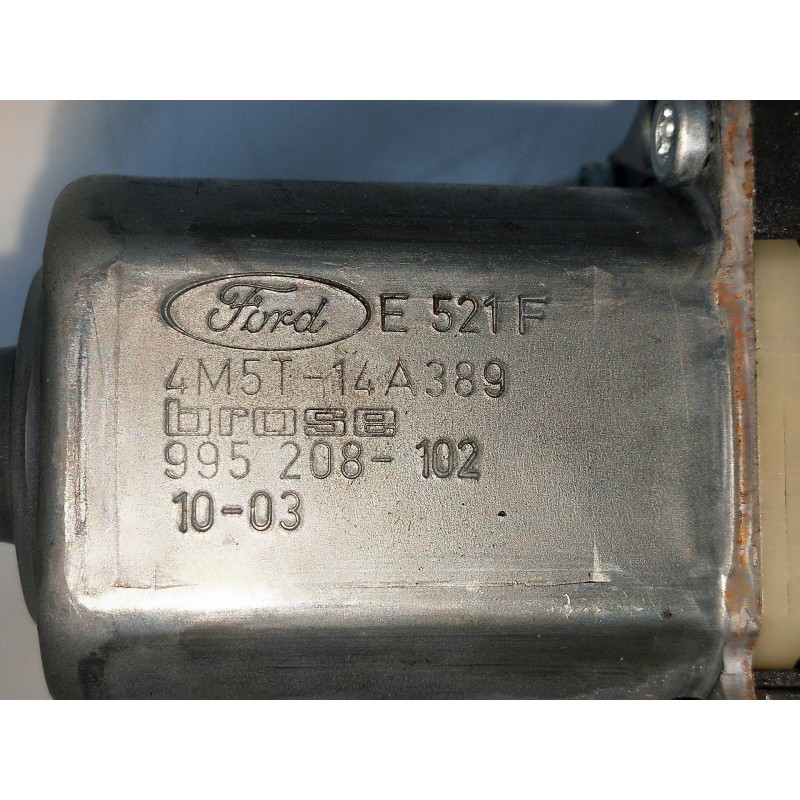 Ford E 521 F
4M5T-14A389
brose
995 208-102
10-03